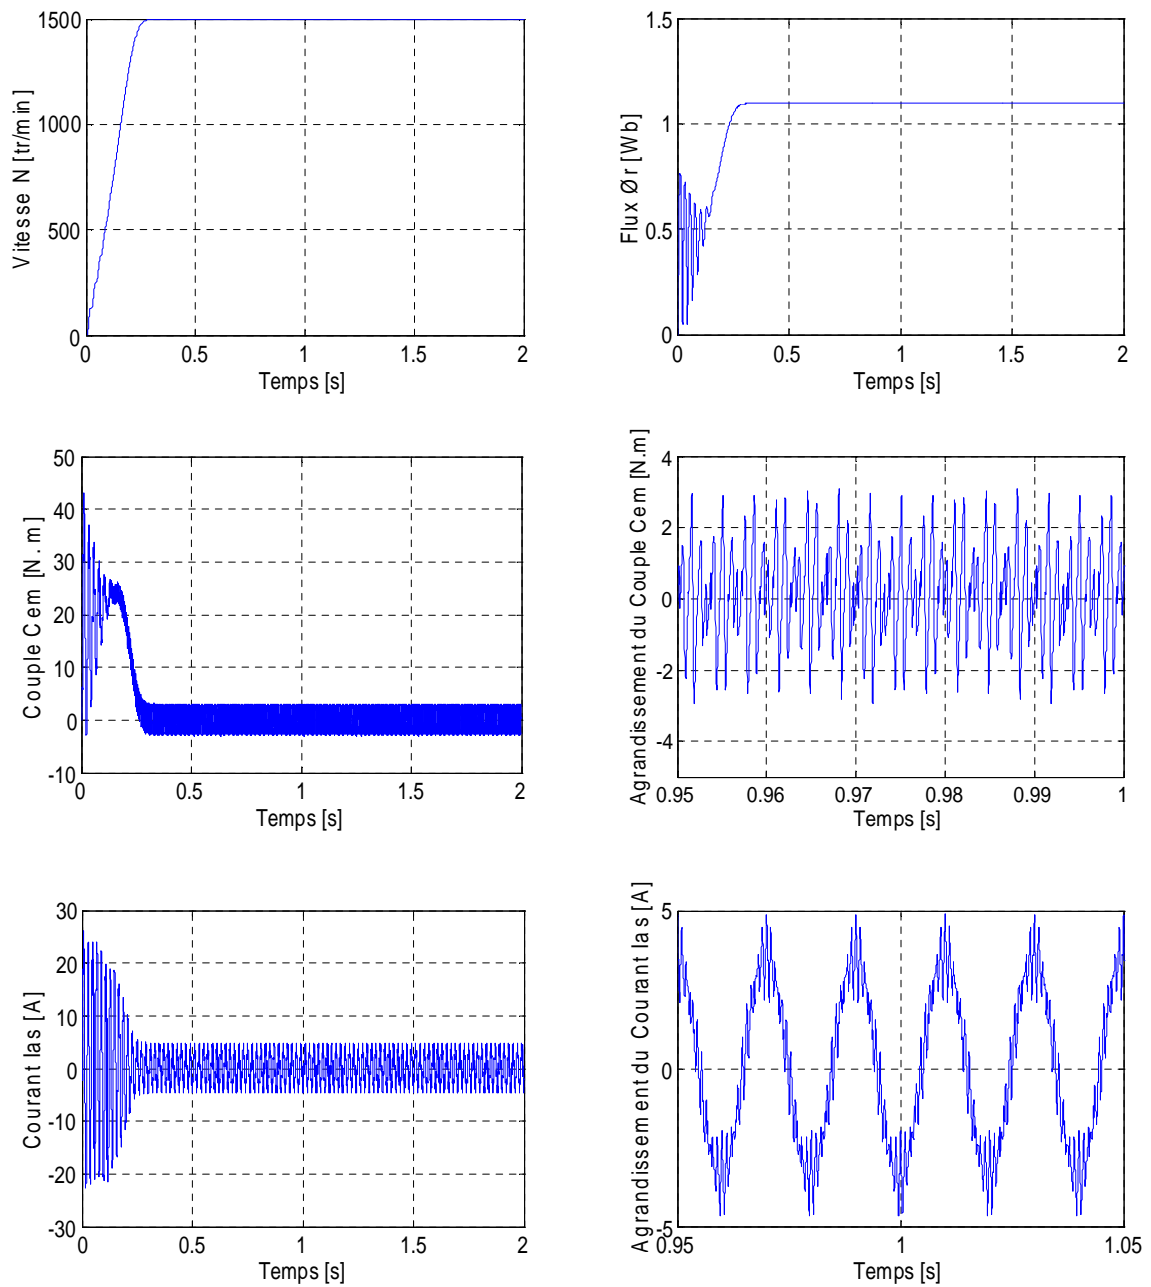 Vitesse N [tr/min]
1500
1000
500
0
0 0.5 1 1.5 2
Temps [s]
Flux Ør [Wb]
1.5
1
0.5
0
0 0.5 1 1.5 2
Temps [s]
Couple Cem [N.m]
50
40
30
20
10
0
-10
0 0.5 1 1.5 2
Temps [s]
Agrandissement du Couple Cem [N.m]
4
2
0
-2
-4
0.95 0.96 0.97 0.98 0.99 1
Temps [s]
Courant Ias [A]
30
20
10
0
-10
-20
-30
0 0.5 1 1.5 2
Temps [s]
Agrandissement du Courant Ias [A]
5
0
-5
0.95 1 1.05
Temps [s]